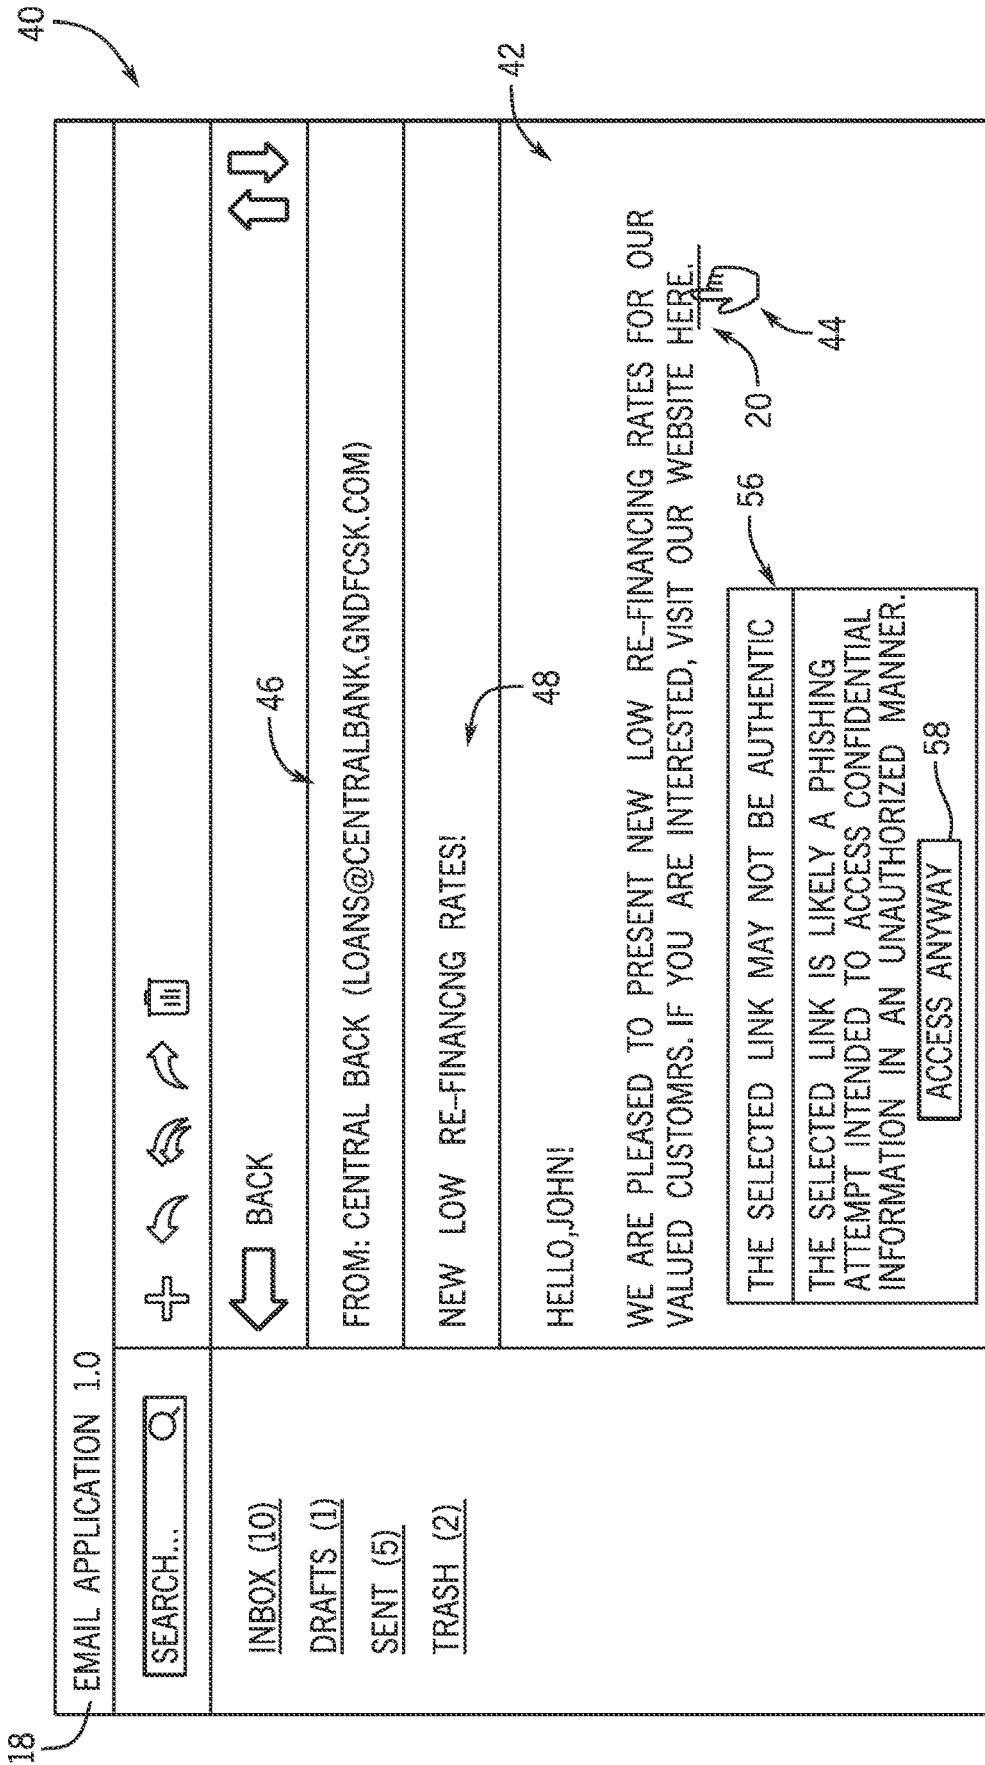 40
18
EMAIL APPLICATION 1.0
SEARCH...
BACK
INBOX (10)
DRAFTS (1)
SENT (5)
TRASH (2)
46
FROM: CENTRAL BACK (LOANS@CENTRALBANK.GNDFCSK.COM)
NEW LOW RE–FINANCNG RATES!
48
42
HELLO,JOHN!
WE ARE PLEASED TO PRESENT NEW LOW RE–FINANCING RATES FOR OUR
VALUED CUSTOMRS. IF YOU ARE INTERESTED, VISIT OUR WEBSITE HERE.
20
44
56
THE SELECTED LINK MAY NOT BE AUTHENTIC
THE SELECTED LINK IS LIKELY A PHISHING
ATTEMPT INTENDED TO ACCESS CONFIDENTIAL
INFORMATION IN AN UNAUTHORIZED MANNER.
ACCESS ANYWAY
58